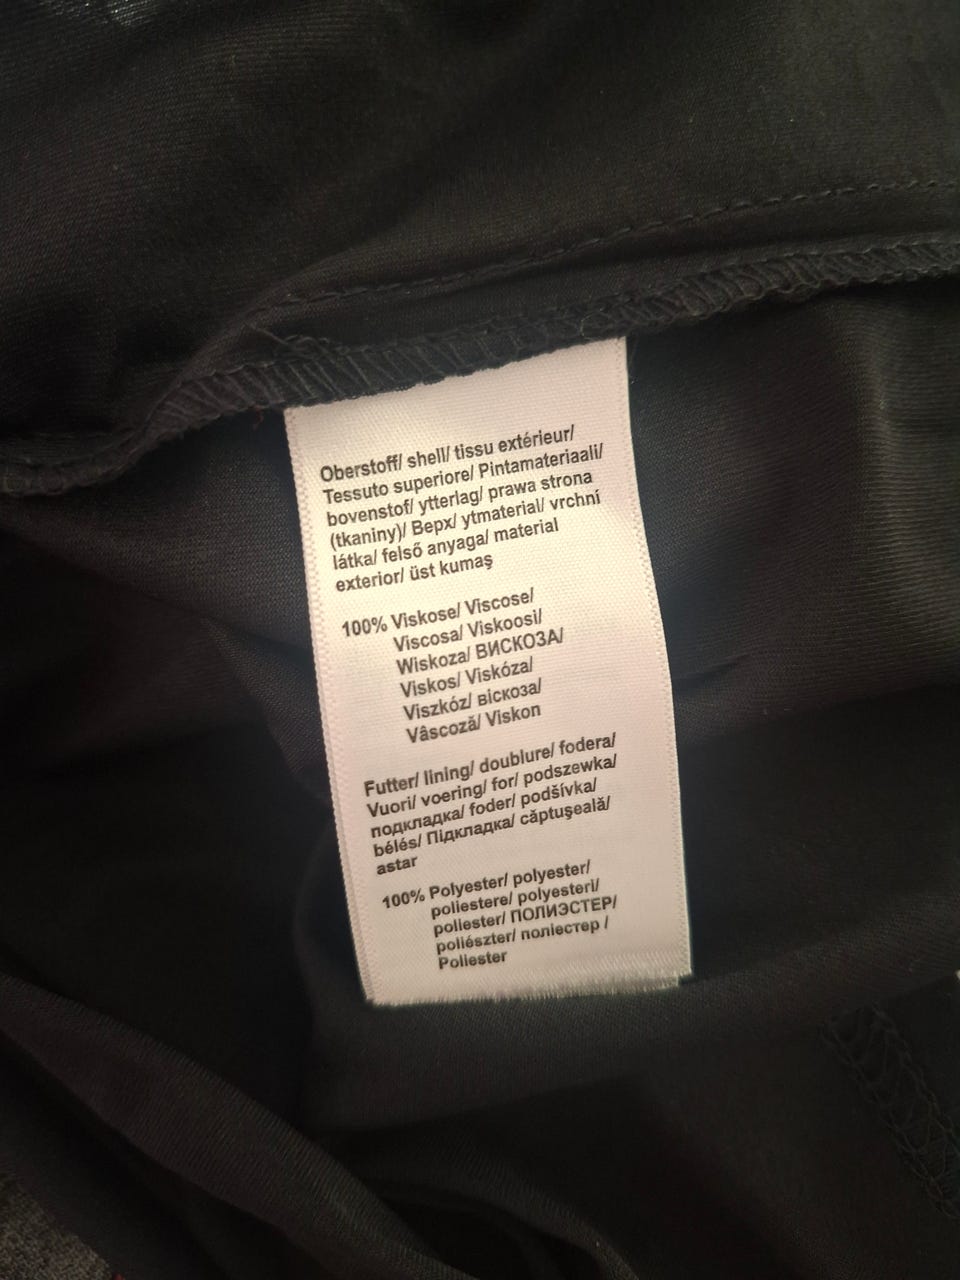 Oberstoff/ shell/ tissu extérieur/
Tessuto superiore/ Pintamateriaali/
bovenstof/ ytterlag/ prawa strona
(tkaniny)/ Верх/ ytmaterial/ vrchní
látka/ felső anyaga/ material
exterior/ üst kumaş
100% Viskose/ Viscose/
Viscosa/ Viskoosi/
Wiskoza/ ВИСКОЗА/
Viskos/ Viskóza/
Viszkóz/ віскоза/
Vâscoză/ Viskon
Futter/ lining/ doublure/ fodera/
Vuori/ voering/ for/ podszewka/
подкладка/ foder/ podšívka/
bélés/ Підкладка/ căptuşeală/
astar
100% Polyester/ polyester/
poliestere/ polyesteri/
poliester/ ПОЛИЭСТЕР/
poliészter/ поліестер /
Poliester